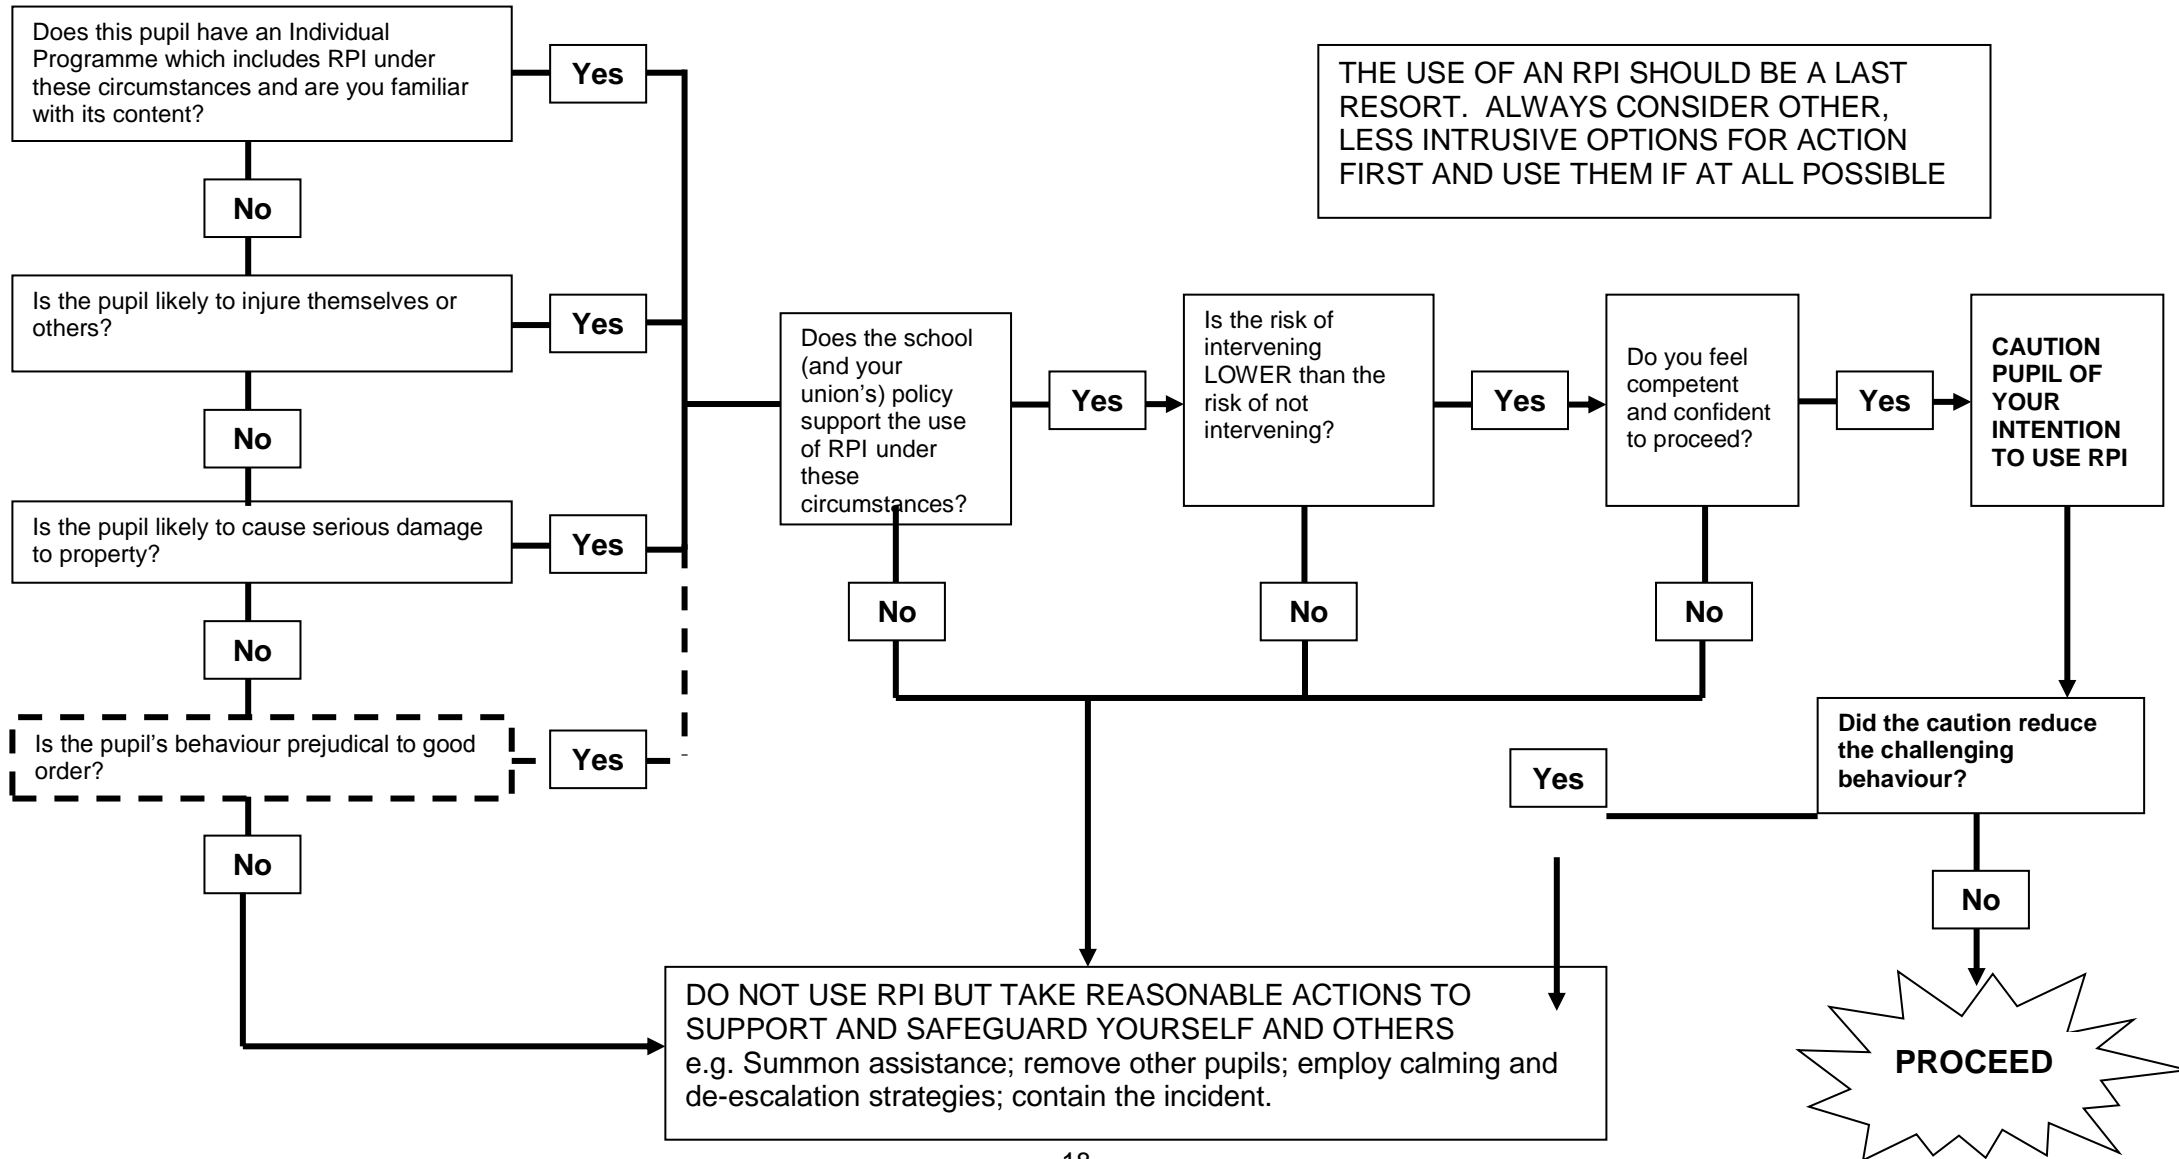 Does this pupil have an Individual
Programme which includes RPI under
these circumstances and are you familiar
with its content?
Yes
THE USE OF AN RPI SHOULD BE A LAST
RESORT. ALWAYS CONSIDER OTHER,
LESS INTRUSIVE OPTIONS FOR ACTION
FIRST AND USE THEM IF AT ALL POSSIBLE
No
Is the pupil likely to injure themselves or
others?
Yes
Does the school
(and your
union's) policy
support the use
of RPI under
these
circumstances?
Yes
Is the risk of
intervening
LOWER than the
risk of not
intervening?
Yes
Do you feel
competent
and confident
to proceed?
Yes
CAUTION
PUPIL OF
YOUR
INTENTION
TO USE RPI
No
Is the pupil likely to cause serious damage
to property?
Yes
No
No
No
No
Is the pupil's behaviour prejudical to good
order?
Yes
Did the caution reduce
the challenging
behaviour?
Yes
No
No
DO NOT USE RPI BUT TAKE REASONABLE ACTIONS TO
SUPPORT AND SAFEGUARD YOURSELF AND OTHERS
e.g. Summon assistance; remove other pupils; employ calming and
de-escalation strategies; contain the incident.
PROCEED
18